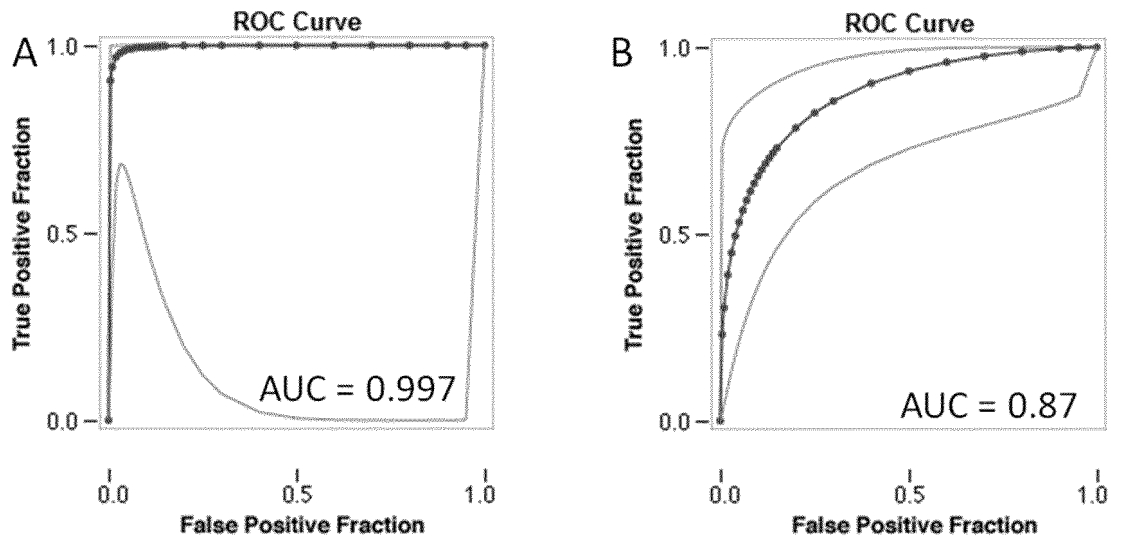 A
ROC Curve
True Positive Fraction
1.0
0.5
0.0
AUC = 0.997
0.0
0.5
1.0
False Positive Fraction
B
ROC Curve
True Positive Fraction
1.0
0.5
0.0
AUC = 0.87
0.0
0.5
1.0
False Positive Fraction